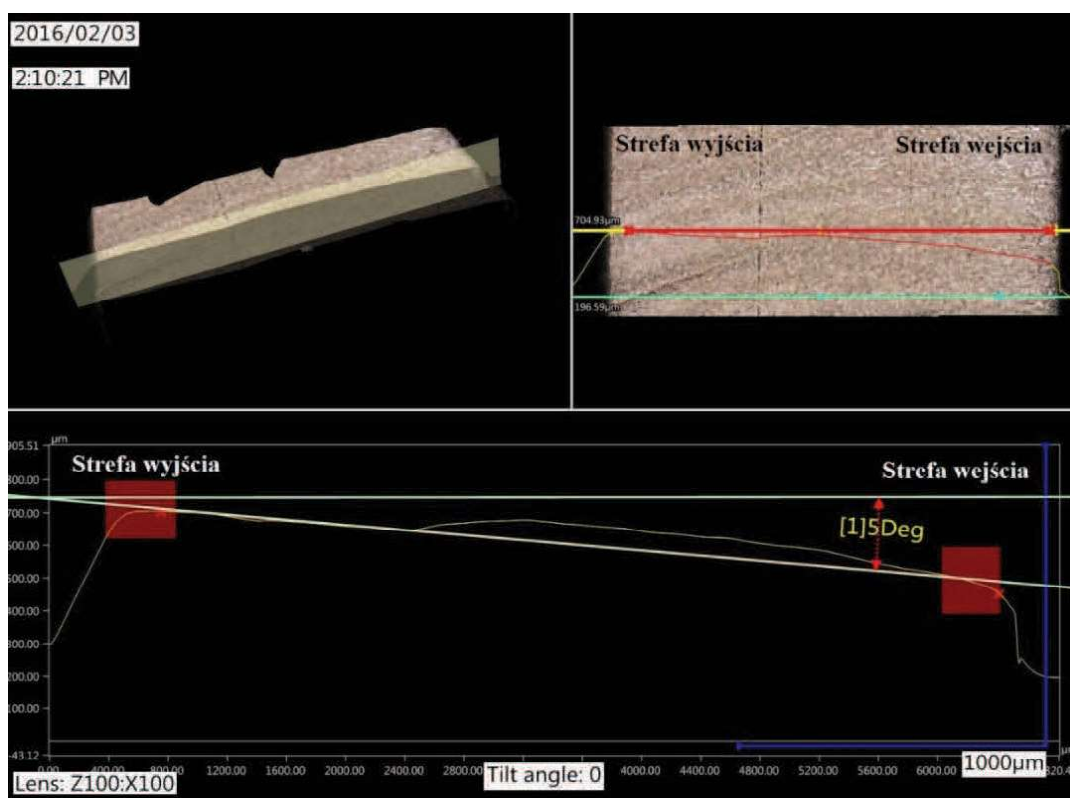 2016/02/03
2:10:21 PM
Strefa wyjścia Strefa wejścia
704.93μm
196.59μm
μm
905.51
Strefa wyjścia Strefa wejścia
800.00
700.00
[1]5Deg
600.00
500.00
400.00
300.00
200.00
100.00
-43.12
0.00 400.00 800.00 1200.00 1600.00 2000.00 2400.00 2800.0 4000.00 4400.00 4800.00 5200.00 5600.00 6000.00 320.4
Lens: Z100:X100 Tilt angle: 0 1000μm